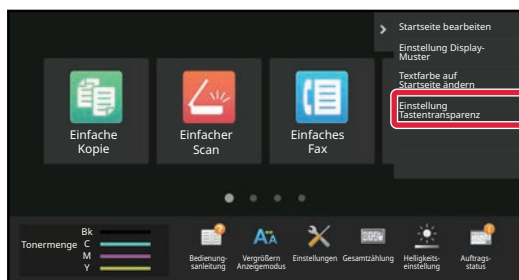 Startseite bearbeiten
Einstellung Display-
Muster
Textfarbe auf
Startseite ändern
Einstellung
Tastentransparenz
Einfache
Kopie
Einfacher
Scan
Einfaches
Fax
Tonermenge
Bk
C
M
Y
Bedienung-
sanleitung
Vergrößern
Anzeigemodus
Einstellungen
Gesamtzählung
Helligkeits-
einstellung
Auftrags-
status